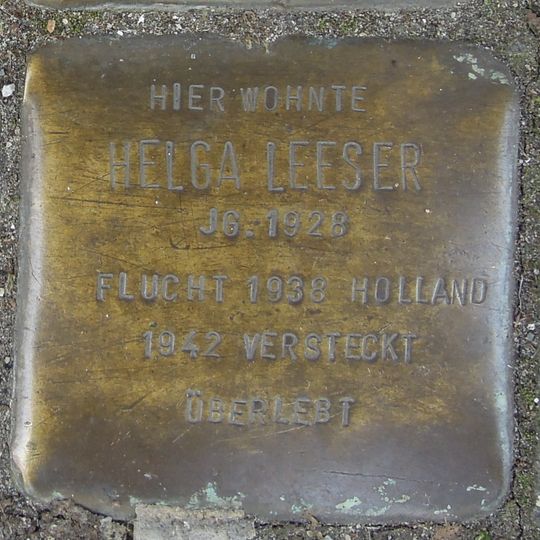 HIER WOHNTE
HELGA LEESER
JG. 1928
FLUCHT 1938 HOLLAND
1942 VERSTECKT
ÜBERLEBT